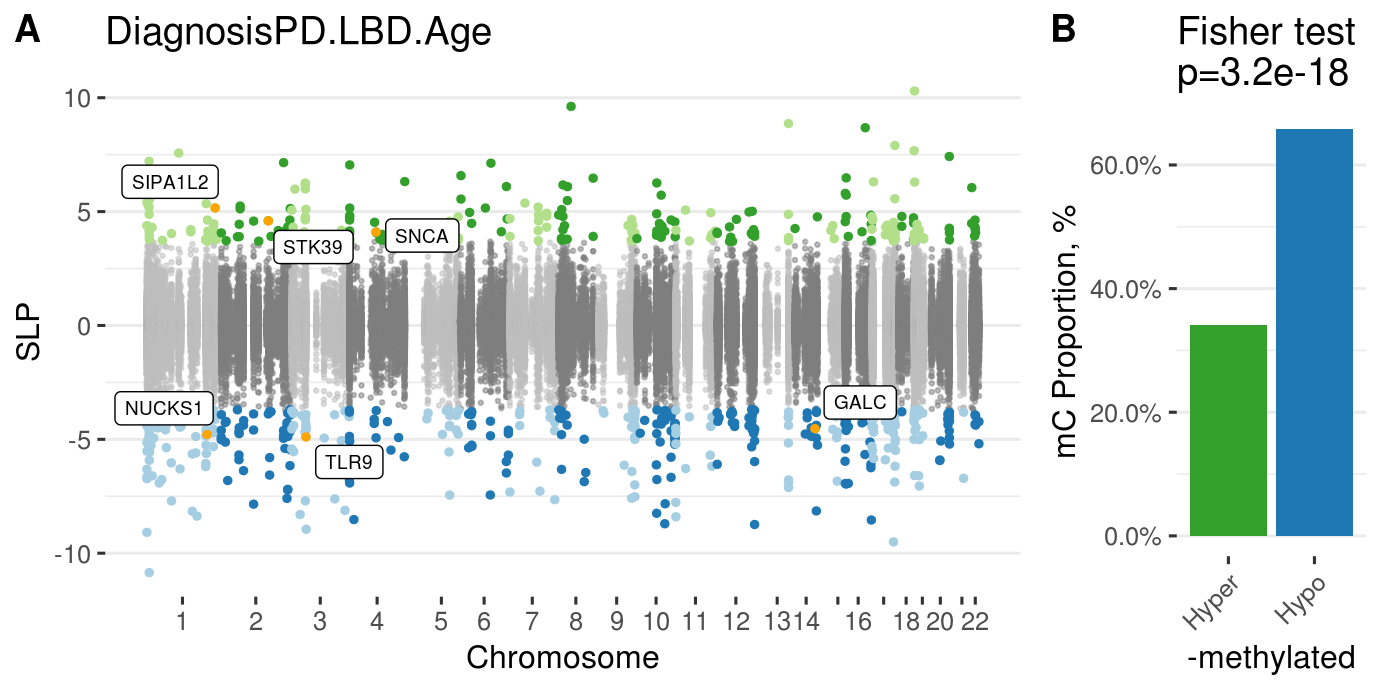 A
DiagnosisPD.LBD.Age
SLP
10
5
0
-5
-10
SIPA1L2
STK39
SNCA
NUCKS1
TLR9
GALC
1 2 3 4 5 6 7 8 9 10 11 12 13 14 16 18 20 22
Chromosome
B
Fisher test
p=3.2e-18
mC Proportion, %
60.0%
40.0%
20.0%
0.0%
Hyper
Hypo
-methylated